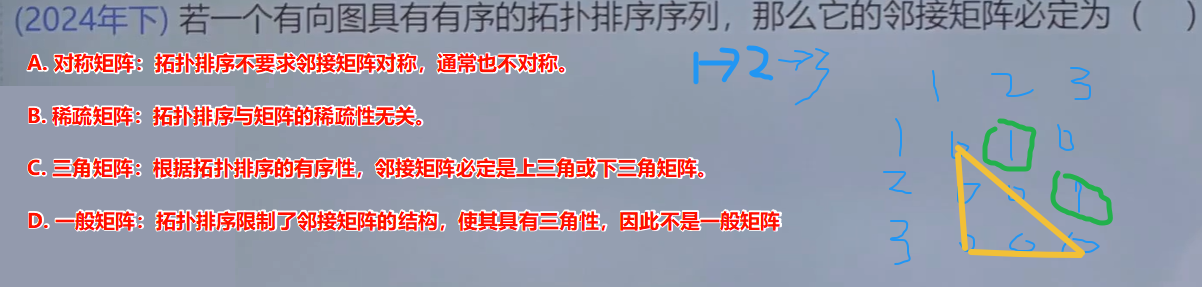 (2024年下) 若一个有向图具有有序的拓扑排序序列，那么它的邻接矩阵必定为（ ）
A. 对称矩阵：拓扑排序不要求邻接矩阵对称，通常也不对称。
B. 稀疏矩阵：拓扑排序与矩阵的稀疏性无关。
C. 三角矩阵：根据拓扑排序的有序性，邻接矩阵必定是上三角或下三角矩阵。
D. 一般矩阵：拓扑排序限制了邻接矩阵的结构，使其具有三角性，因此不是一般矩阵
1→2→3
1 2 3
1 0 1 0
2 0 0 1
3 0 0 0